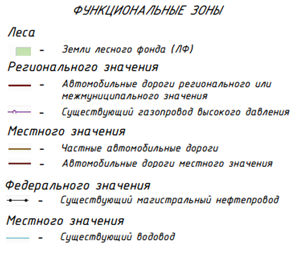 ФУНКЦИОНАЛЬНЫЕ ЗОНЫ
Леса
- Земли лесного фонда (ЛФ)
Регионального значения
- Автомобильные дороги регионального или
межмуниципального значения
- Существующий газопровод высокого давления
Местного значения
- Частные автомобильные дороги
- Автомобильные дороги местного значения
Федерального значения
- Существующий магистральный нефтепровод
Местного значения
- Существующий водовод